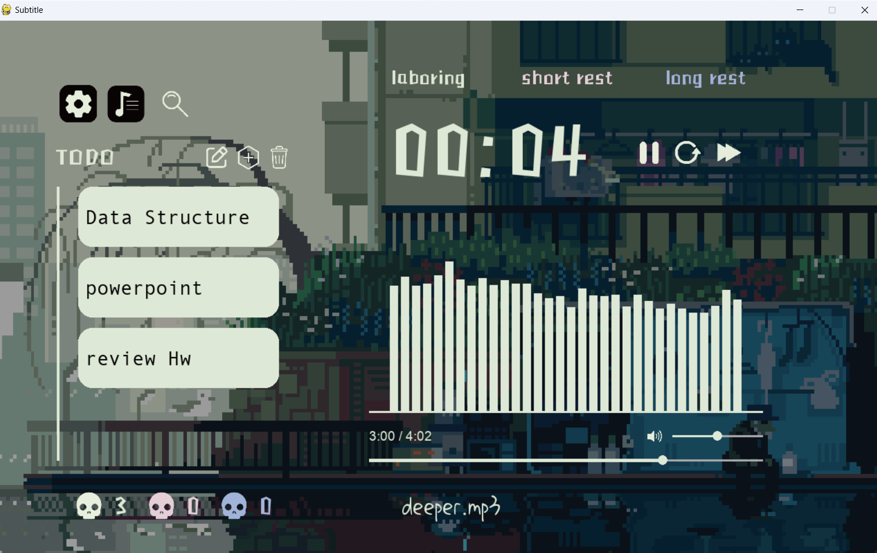 Subtitle
laboring short rest long rest
00:04
TODO
Data Structure
powerpoint
review Hw
3:00 / 4:02
3 0 0
deeper.mp3